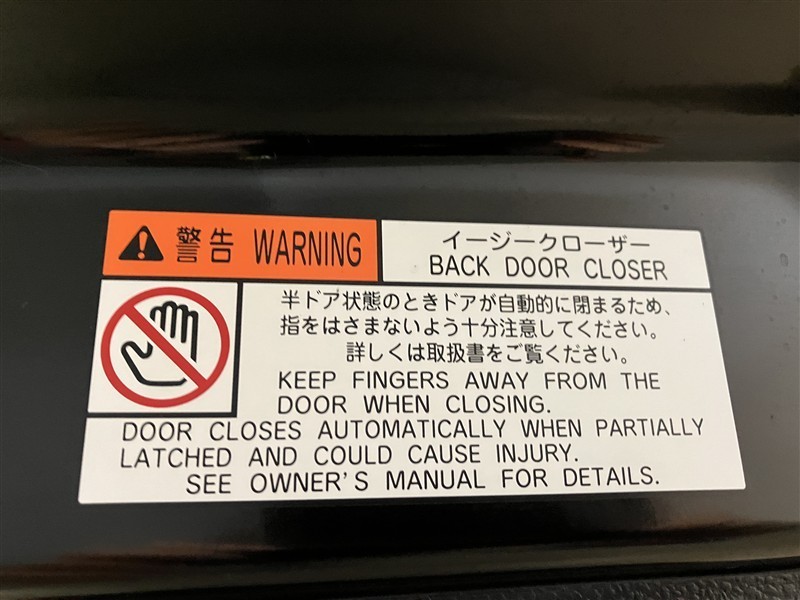 警告 WARNING
イージークローザー
BACK DOOR CLOSER
半ドア状態のときドアが自動的に閉まるため、
指をはさまないよう十分注意してください。
詳しくは取扱書をご覧ください。
KEEP FINGERS AWAY FROM THE
DOOR WHEN CLOSING.
DOOR CLOSES AUTOMATICALLY WHEN PARTIALLY
LATCHED AND COULD CAUSE INJURY.
SEE OWNER'S MANUAL FOR DETAILS.